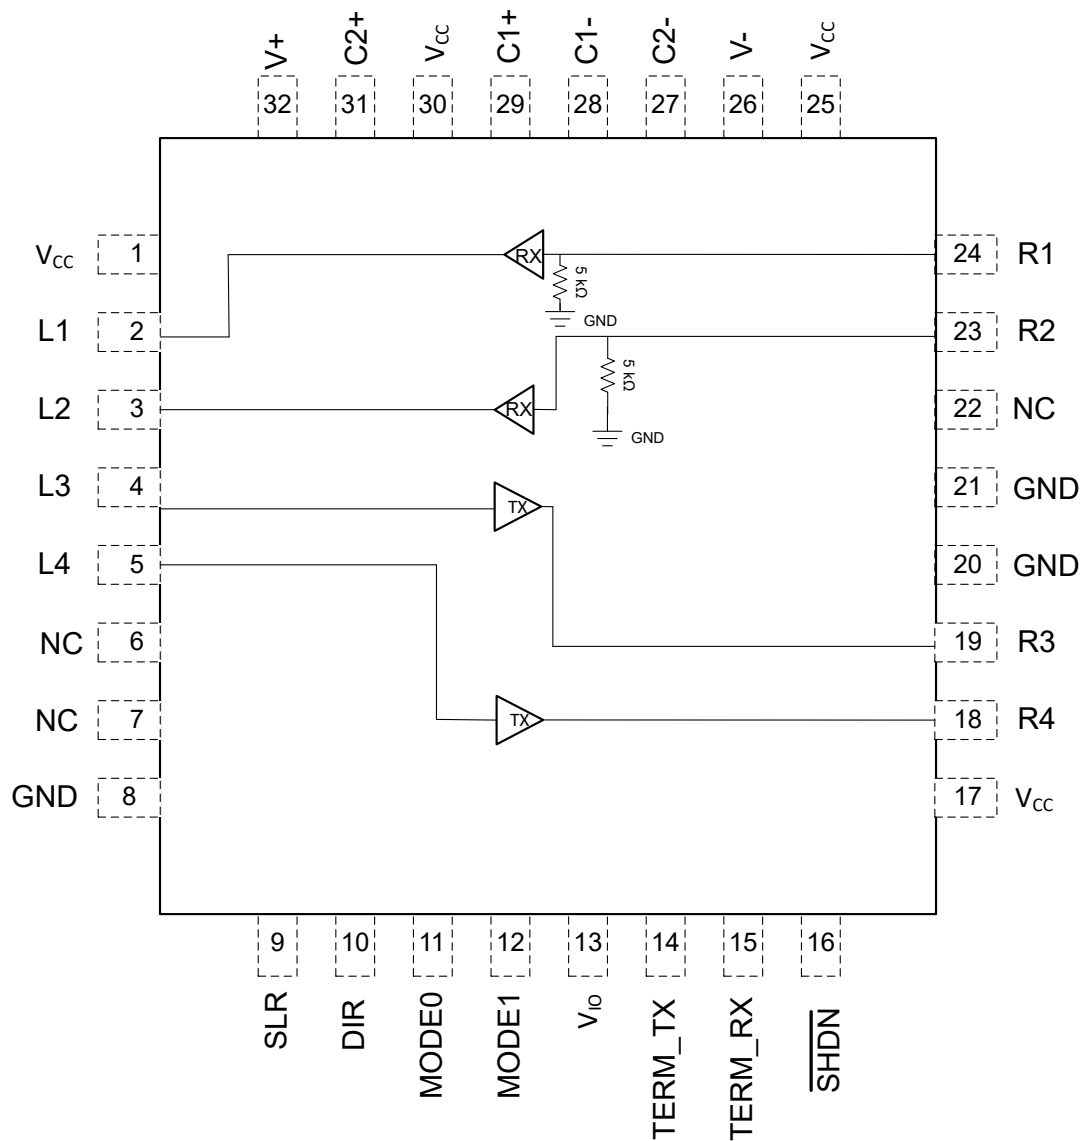 V+
C2+
VCC
C1+
C1-
C2-
V-
VCC
32
31
30
29
28
27
26
25
VCC
1
RX
5 kΩ
GND
24
R1
L1
2
23
R2
L2
3
RX
5 kΩ
GND
22
NC
L3
4
TX
21
GND
L4
5
20
GND
NC
6
19
R3
NC
7
TX
18
R4
GND
8
17
VCC
9
10
11
12
13
14
15
16
SLR
DIR
MODE0
MODE1
VIO
TERM_TX
TERM_RX
SHDN